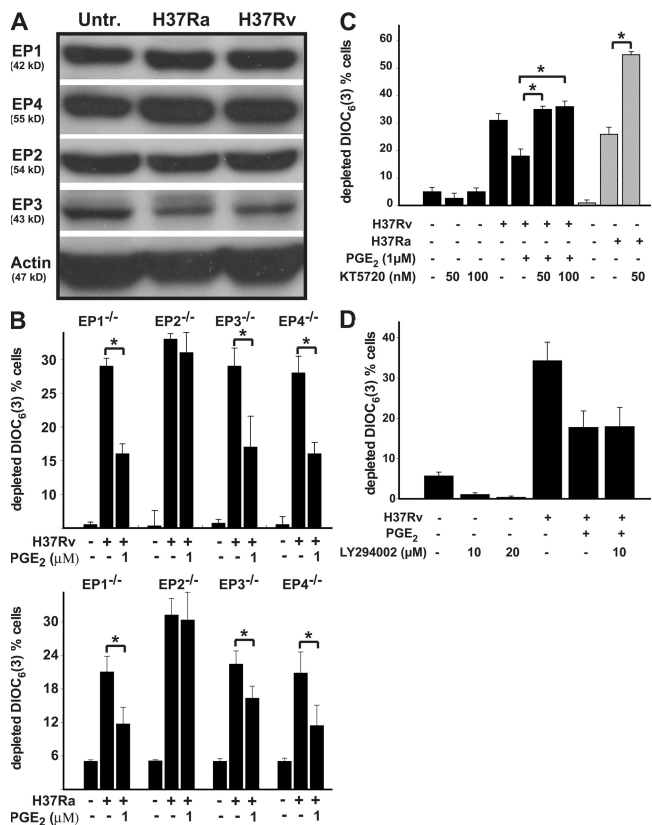 A
Untr. H37Ra H37Rv
EP1
(42 kD)
EP4
(55 kD)
EP2
(54 kD)
EP3
(43 kD)
Actin
(47 kD)
B
EP1-/- EP2-/- EP3-/- EP4-/-
depleted DIOC6(3) % cells
30
20
10
* * *
H37Rv - + + - + + - + + - + +
PGE2 (µM) - - 1 - - 1 - - 1 - - 1
EP1-/- EP2-/- EP3-/- EP4-/-
depleted DIOC6(3) % cells
30
24
18
12
6
* * *
H37Ra - + + - + + - + + - + +
PGE2 (µM) - - 1 - - 1 - - 1 - - 1
C
depleted DIOC6(3) % cells
60
50
40
30
20
10
0
* * *
H37Rv - - - + + + + - - -
H37Ra - - - - - - - - + +
PGE2 (1µM) - - - - + + + - - -
KT5720 (nM) - 50 100 - - 50 100 - - 50
D
depleted DIOC6(3) % cells
40
30
20
10
0
H37Rv - - - + + +
PGE2 - - - - + +
LY294002 (µM) - 10 20 - - 10